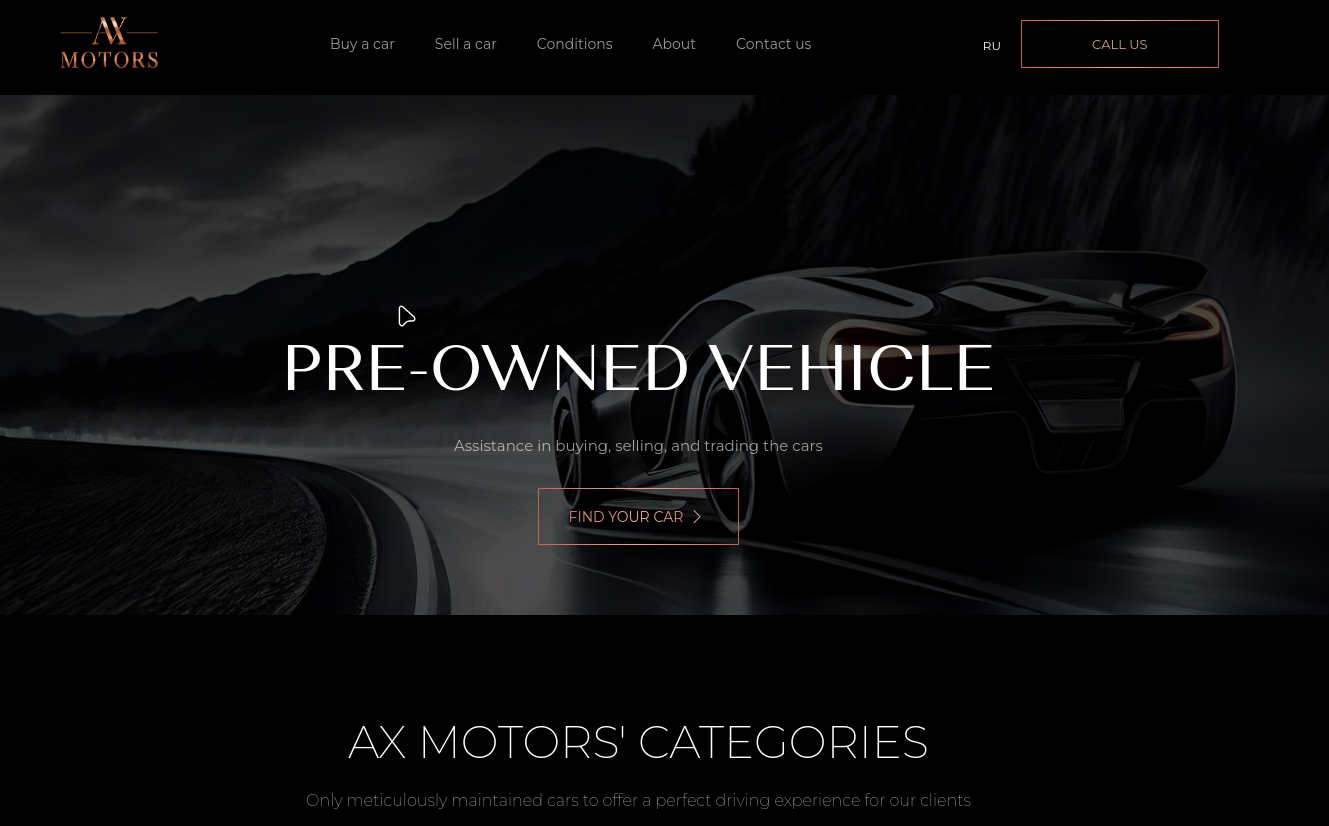 AX
MOTORS
Buy a car
Sell a car
Conditions
About
Contact us
RU
CALL US
PRE-OWNED VEHICLE
Assistance in buying, selling, and trading the cars
FIND YOUR CAR
AX MOTORS' CATEGORIES
Only meticulously maintained cars to offer a perfect driving experience for our clients